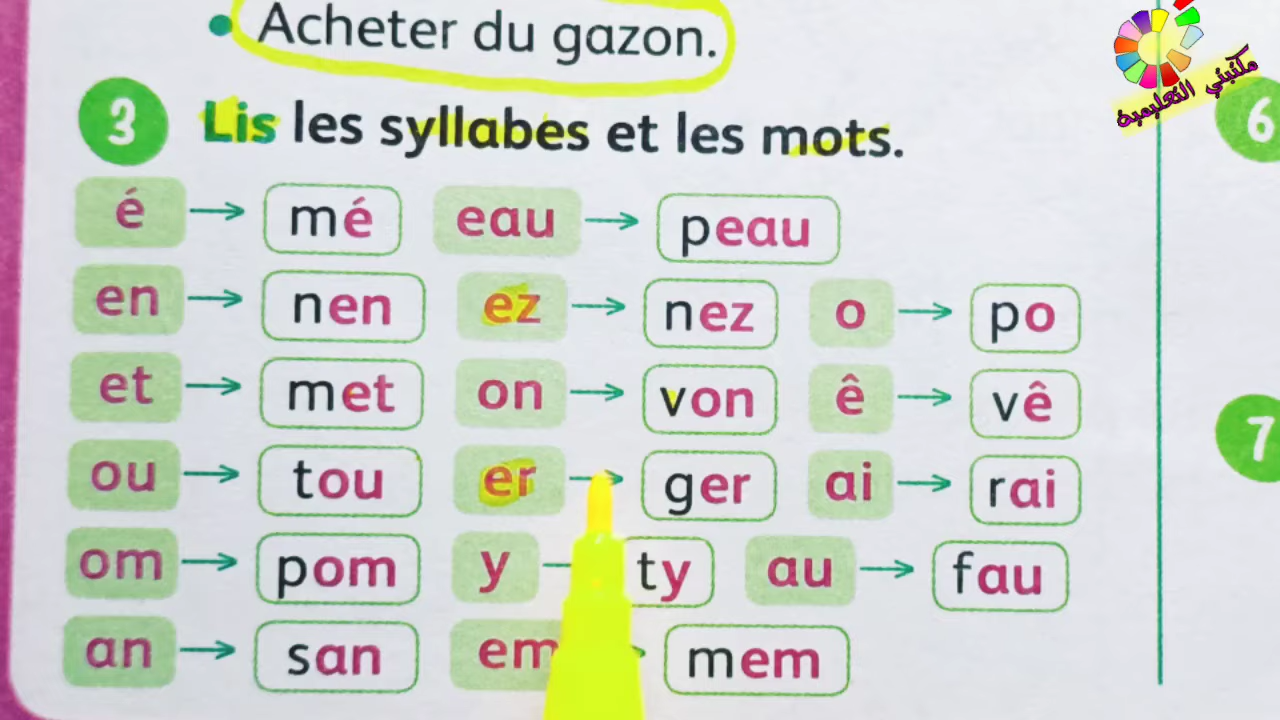 • Acheter du gazon.
3 Lis les syllabes et les mots.
é → mé eau → peau
en → nen ez → nez o → po
et → met on → von ê → vê
ou → tou er → ger ai → rai
om → pom y → ty au → fau
an → san em → mem
مكتبتي التعليمية
6
7